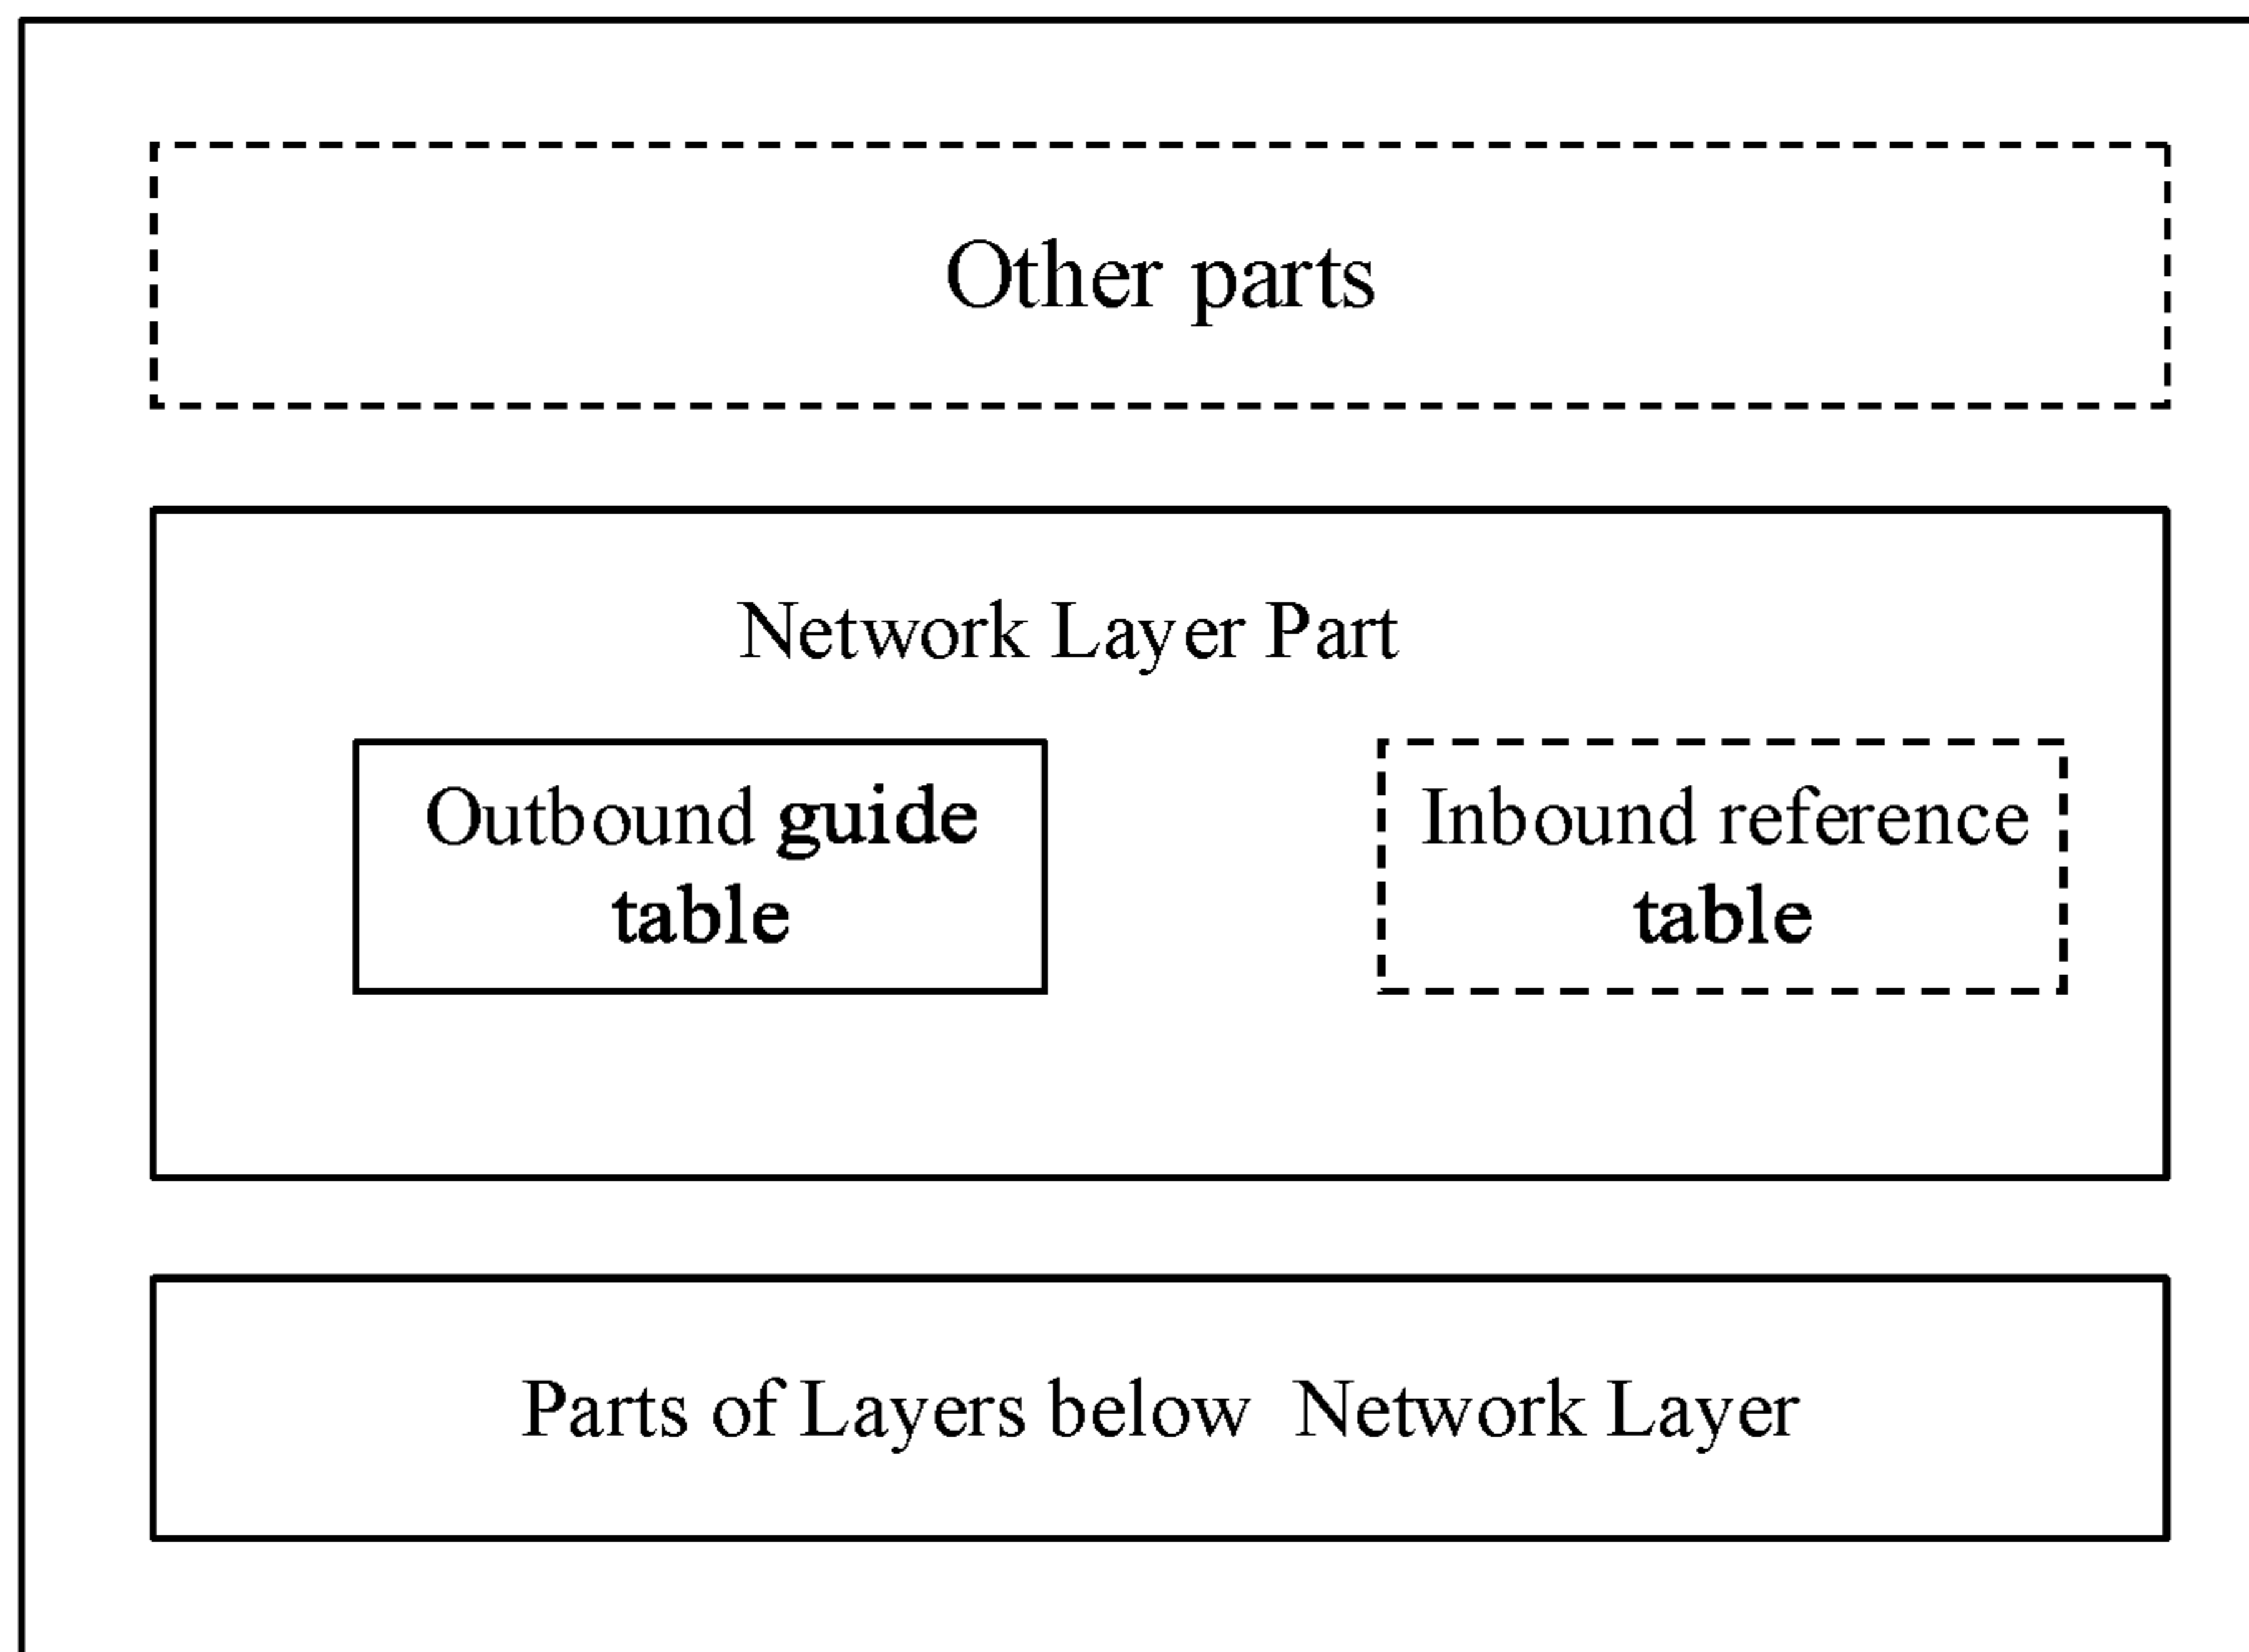 Other parts
Network Layer Part
Outbound guide
table
Inbound reference
table
Parts of Layers below  Network Layer